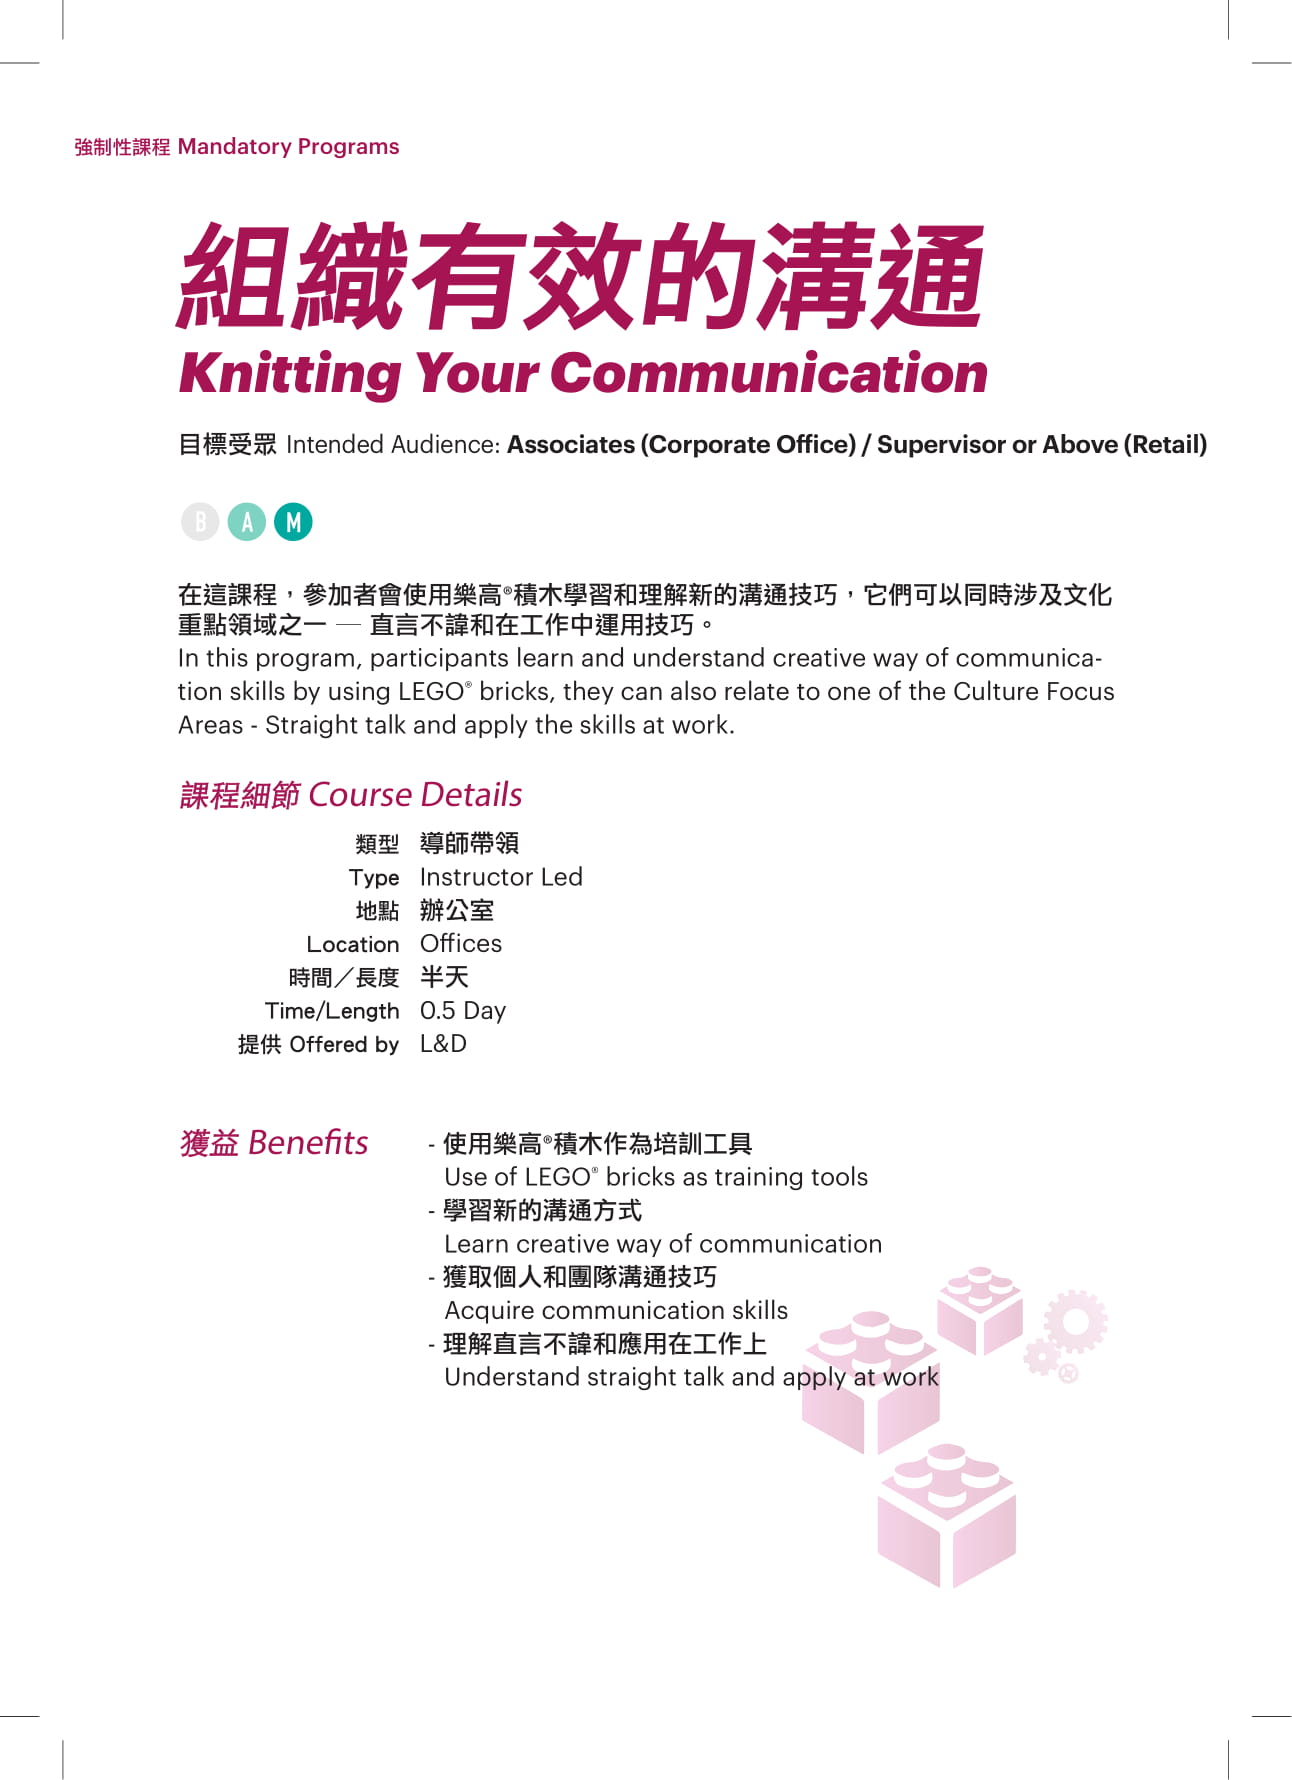 強制性課程 Mandatory Programs
組織有效的溝通
Knitting Your Communication
目標受眾 Intended Audience: Associates (Corporate Office) / Supervisor or Above (Retail)
B A M
在這課程，參加者會使用樂高®積木學習和理解新的溝通技巧，它們可以同時涉及文化
重點領域之一 — 直言不諱和在工作中運用技巧。
In this program, participants learn and understand creative way of communica-
tion skills by using LEGO® bricks, they can also relate to one of the Culture Focus
Areas - Straight talk and apply the skills at work.
課程細節 Course Details
類型 導師帶領
Type Instructor Led
地點 辦公室
Location Offices
時間／長度 半天
Time/Length 0.5 Day
提供 Offered by L&D
獲益 Benefits - 使用樂高®積木作為培訓工具
Use of LEGO® bricks as training tools
- 學習新的溝通方式
Learn creative way of communication
- 獲取個人和團隊溝通技巧
Acquire communication skills
- 理解直言不諱和應用在工作上
Understand straight talk and apply at work